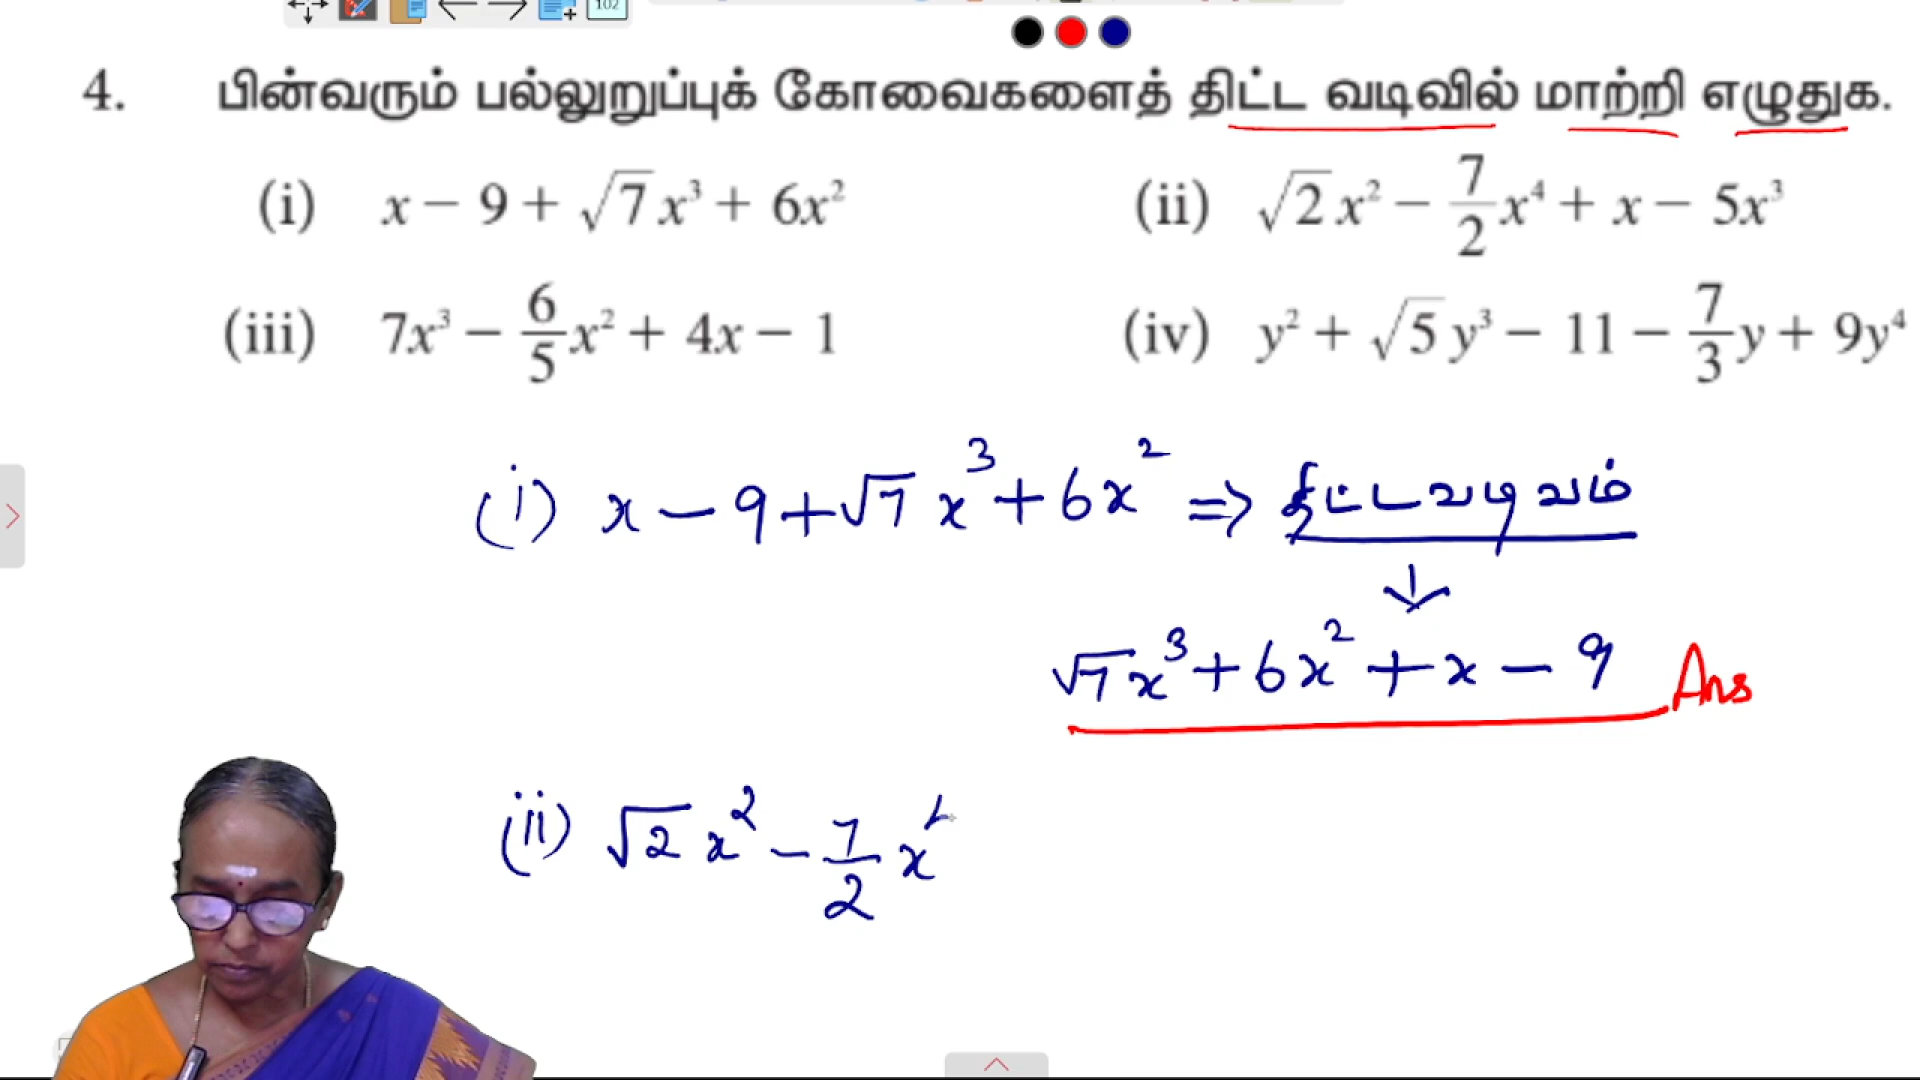 102
4. பின்வரும் பல்லுறுப்புக் கோவைகளைத் திட்ட வடிவில் மாற்றி எழுதுக.
(i) x − 9 + √7 x³ + 6x² (ii) √2 x² − 7/2 x⁴ + x − 5x³
(iii) 7x³ − 6/5 x² + 4x − 1 (iv) y² + √5 y³ − 11 − 7/3 y + 9y⁴
(i) x − 9 + √7 x³ + 6x² ⇒ திட்டவடிவம்
√7x³ + 6x² + x − 9 Ans
(ii) √2 x² − 7/2 x